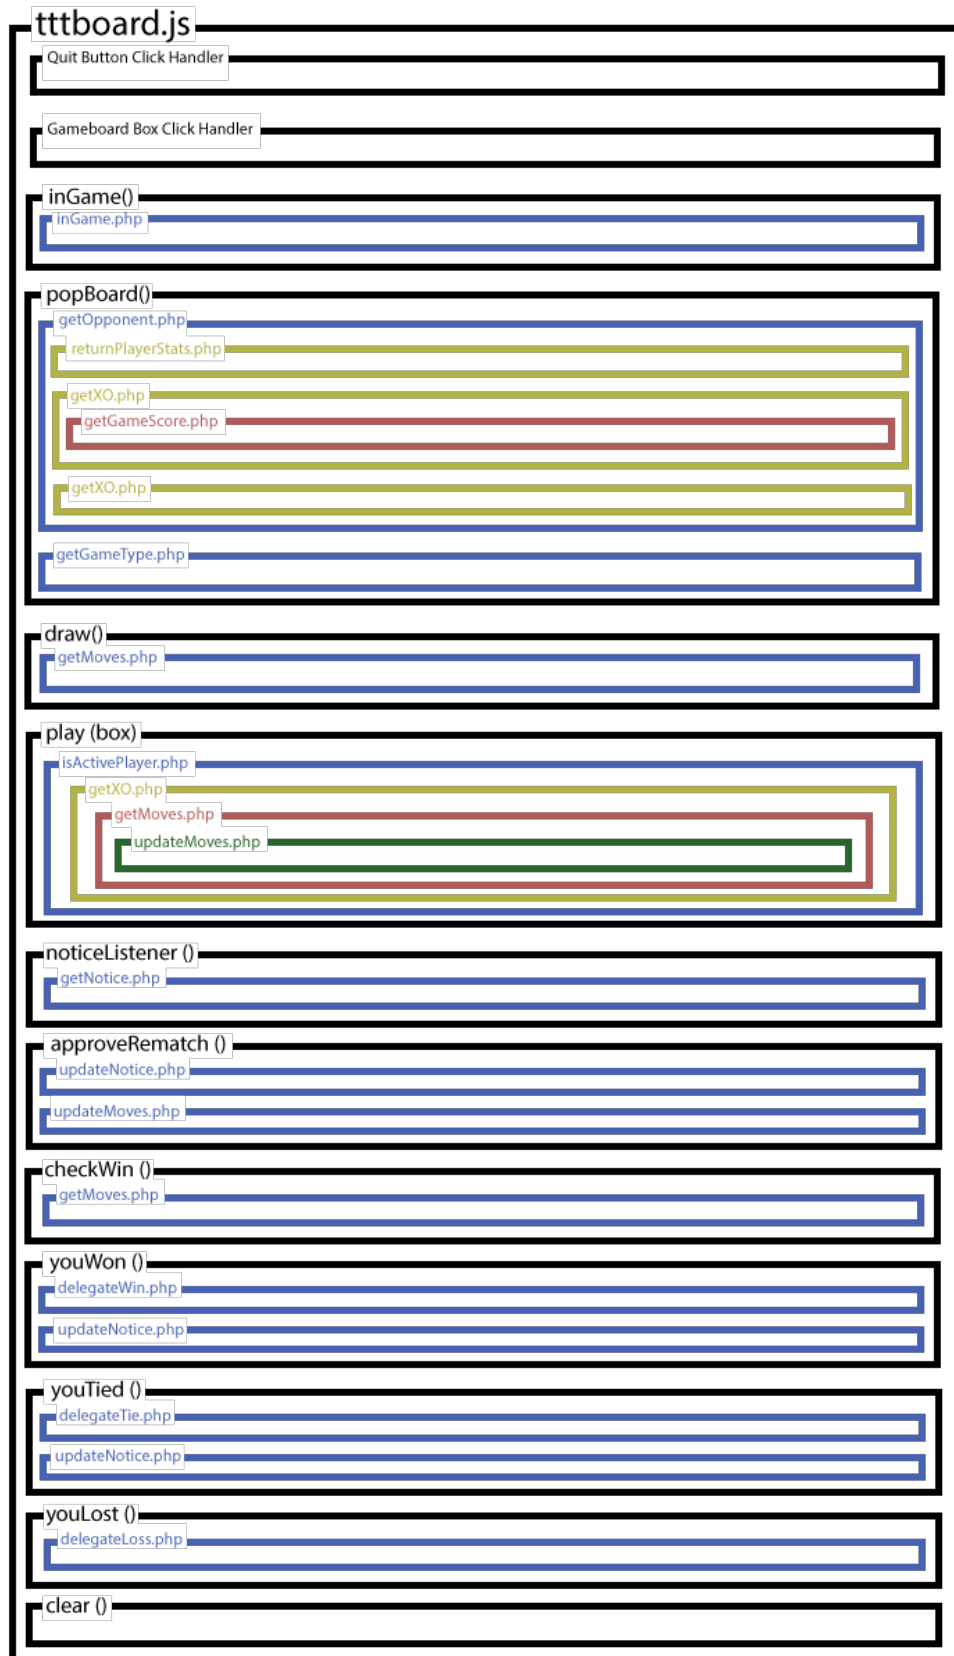 tttboard.js
Quit Button Click Handler
Gameboard Box Click Handler
inGame()
inGame.php
popBoard()
getOpponent.php
returnPlayerStats.php
getXO.php
getGameScore.php
getXO.php
getGameType.php
draw()
getMoves.php
play (box)
isActivePlayer.php
getXO.php
getMoves.php
updateMoves.php
noticeListener ()
getNotice.php
approveRematch ()
updateNotice.php
updateMoves.php
checkWin ()
getMoves.php
youWon ()
delegateWin.php
updateNotice.php
youTied ()
delegateTie.php
updateNotice.php
youLost ()
delegateLoss.php
clear ()